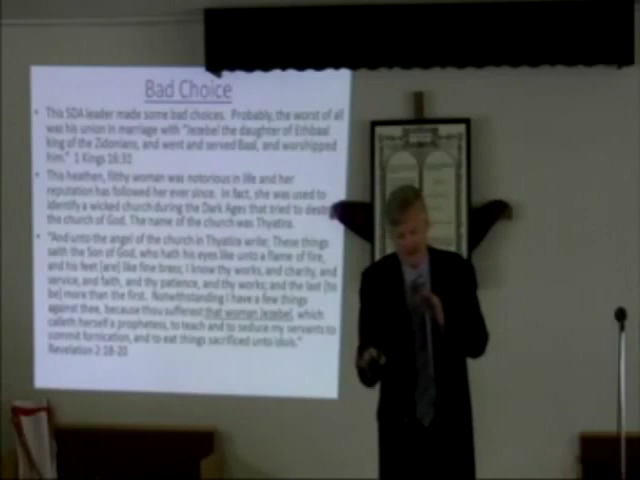 Bad Choice
• This SDA leader made some bad choices. Probably, the worst of all
was his union in marriage with "Jezebel the daughter of Ethbaal
king of the Zidonians, and went and served Baal, and worshipped
him." 1 Kings 16:31
• This heathen, filthy woman was notorious in life and her
reputation has followed her ever since. In fact, she was used to
identify a wicked church during the Dark Ages that tried to destroy
the church of God. The name of the church was Thyatira.
• "And unto the angel of the church in Thyatira write; These things
saith the Son of God, who hath his eyes like unto a flame of fire,
and his feet [are] like fine brass; I know thy works, and charity, and
service, and faith, and thy patience, and thy works; and the last [to
be] more than the first. Notwithstanding I have a few things
against thee, because thou sufferest that woman Jezebel, which
calleth herself a prophetess, to teach and to seduce my servants to
commit fornication, and to eat things sacrificed unto idols."
Revelation 2:18-20